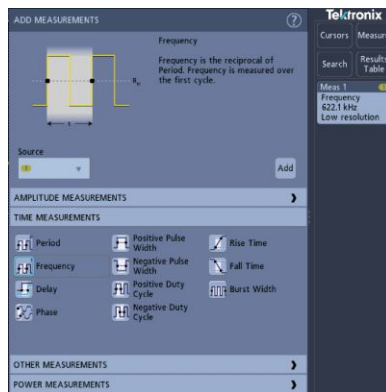 ADD MEASUREMENTS
?
Tektronix
Cursors
Measure
Search
Results
Table
Meas 1
Frequency
622.1 kHz
Low resolution
Frequency
Frequency is the reciprocal of
Period. Frequency is measured over
the first cycle.
Source
Add
AMPLITUDE MEASUREMENTS
TIME MEASUREMENTS
Period
Positive Pulse
Width
Rise Time
Frequency
Negative Pulse
Width
Fall Time
Delay
Positive Duty
Cycle
Burst Width
Phase
Negative Duty
Cycle
OTHER MEASUREMENTS
POWER MEASUREMENTS